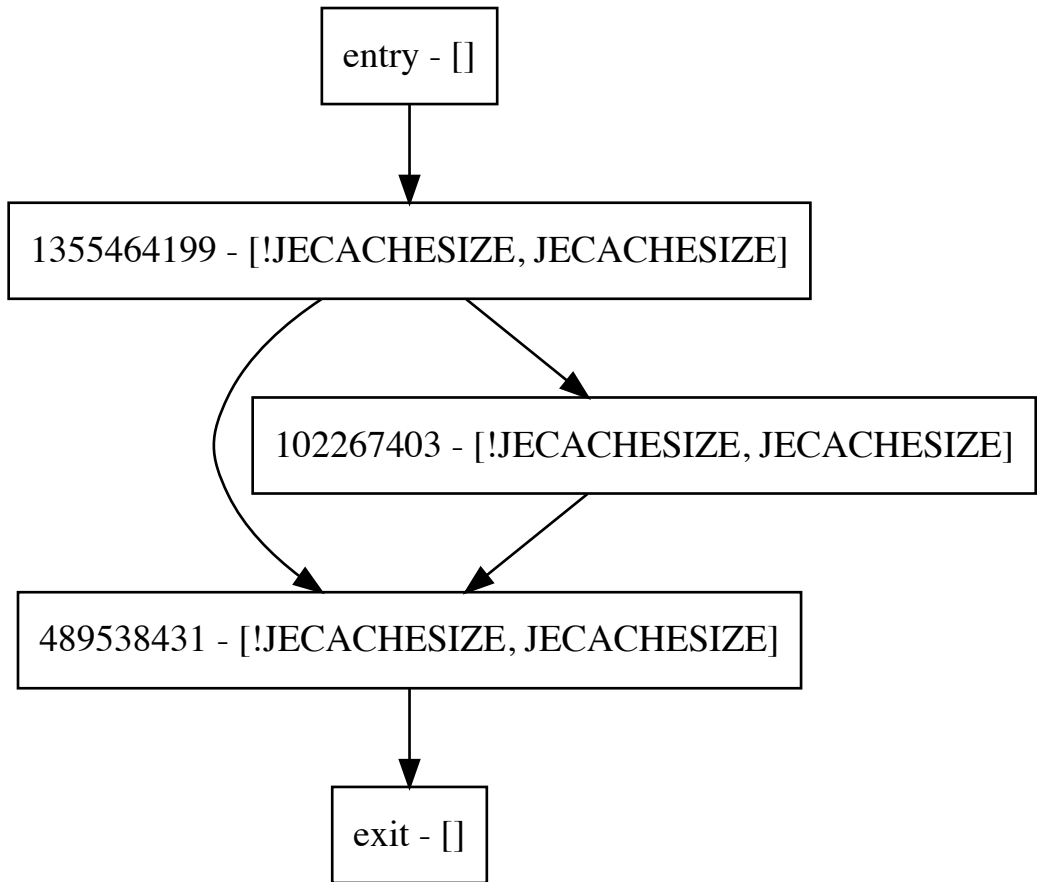 entry - []
1355464199 - [!JECACHESIZE, JECACHESIZE]
102267403 - [!JECACHESIZE, JECACHESIZE]
489538431 - [!JECACHESIZE, JECACHESIZE]
exit - []